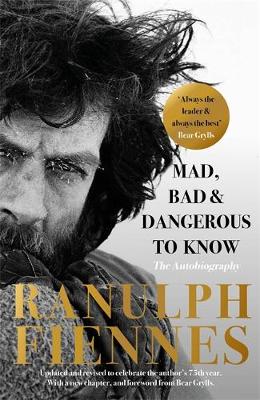 ‘Always the
leader &
always the best’
Bear Grylls
MAD,
BAD &
DANGEROUS
TO KNOW
The Autobiography
RANULPH
FIENNES
Updated and revised to celebrate the author's 75th year.
With a new chapter, and foreword from Bear Grylls.